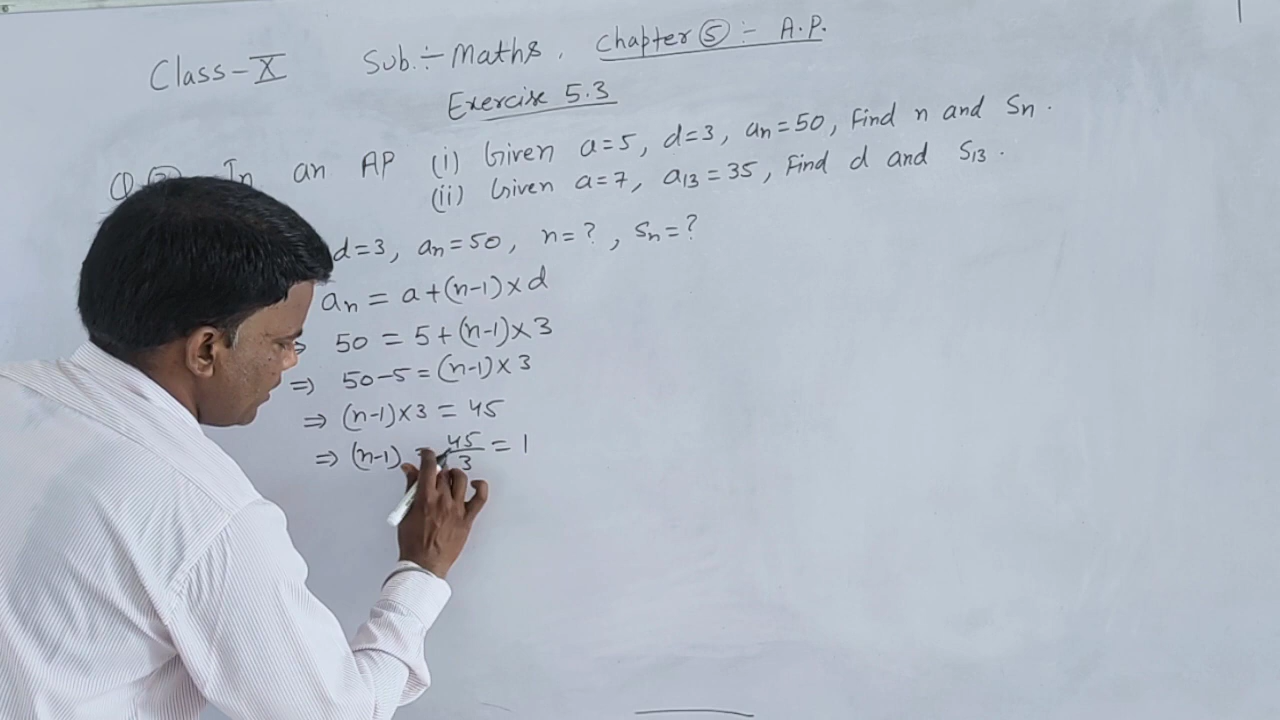 Class-X Sub.:- Maths, Chapter ⑤:- A.P.
Exercise 5.3
In an AP (i) Given a=5, d=3, an=50, Find n and Sn.
(ii) Given a=7, a13=35, Find d and S13.
d=3, an=50, n=?, Sn=?
an = a+(n-1)×d
50 = 5+(n-1)×3
⇒ 50-5=(n-1)×3
⇒ (n-1)×3 = 45
⇒ (n-1) = 45/3 = 1